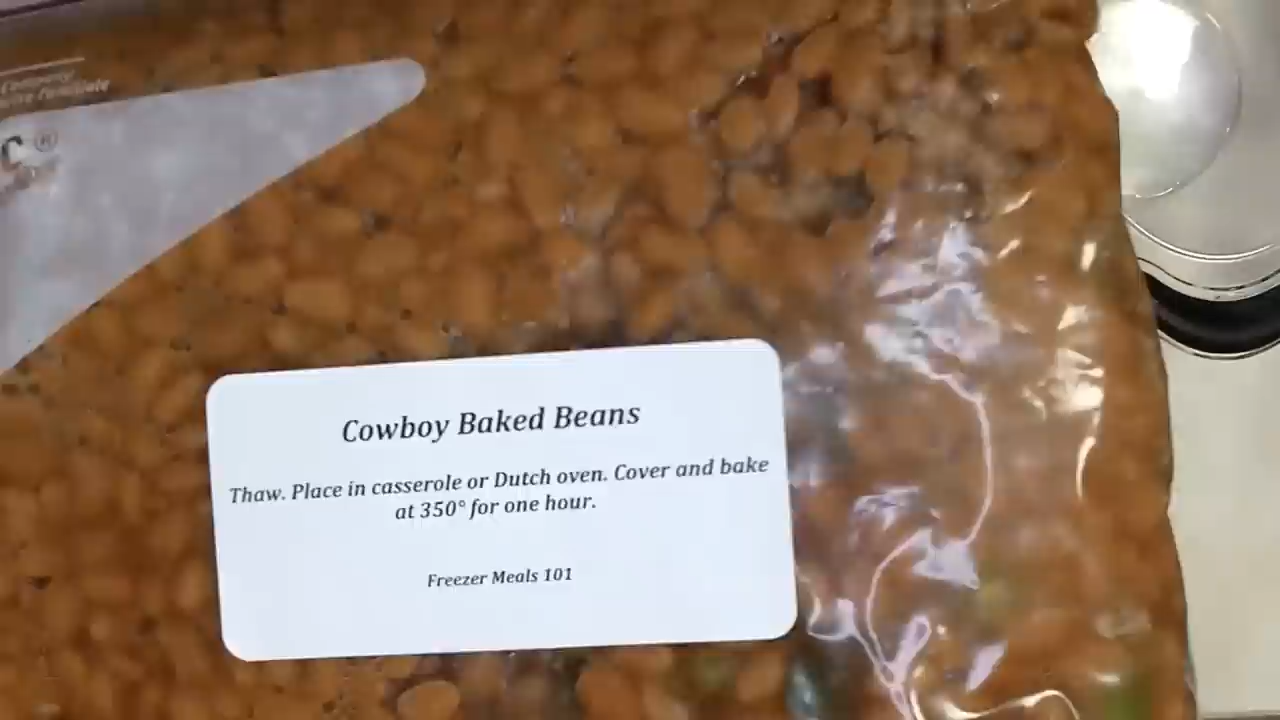 Company
C®
Cowboy Baked Beans
Thaw. Place in casserole or Dutch oven. Cover and bake
at 350° for one hour.
Freezer Meals 101